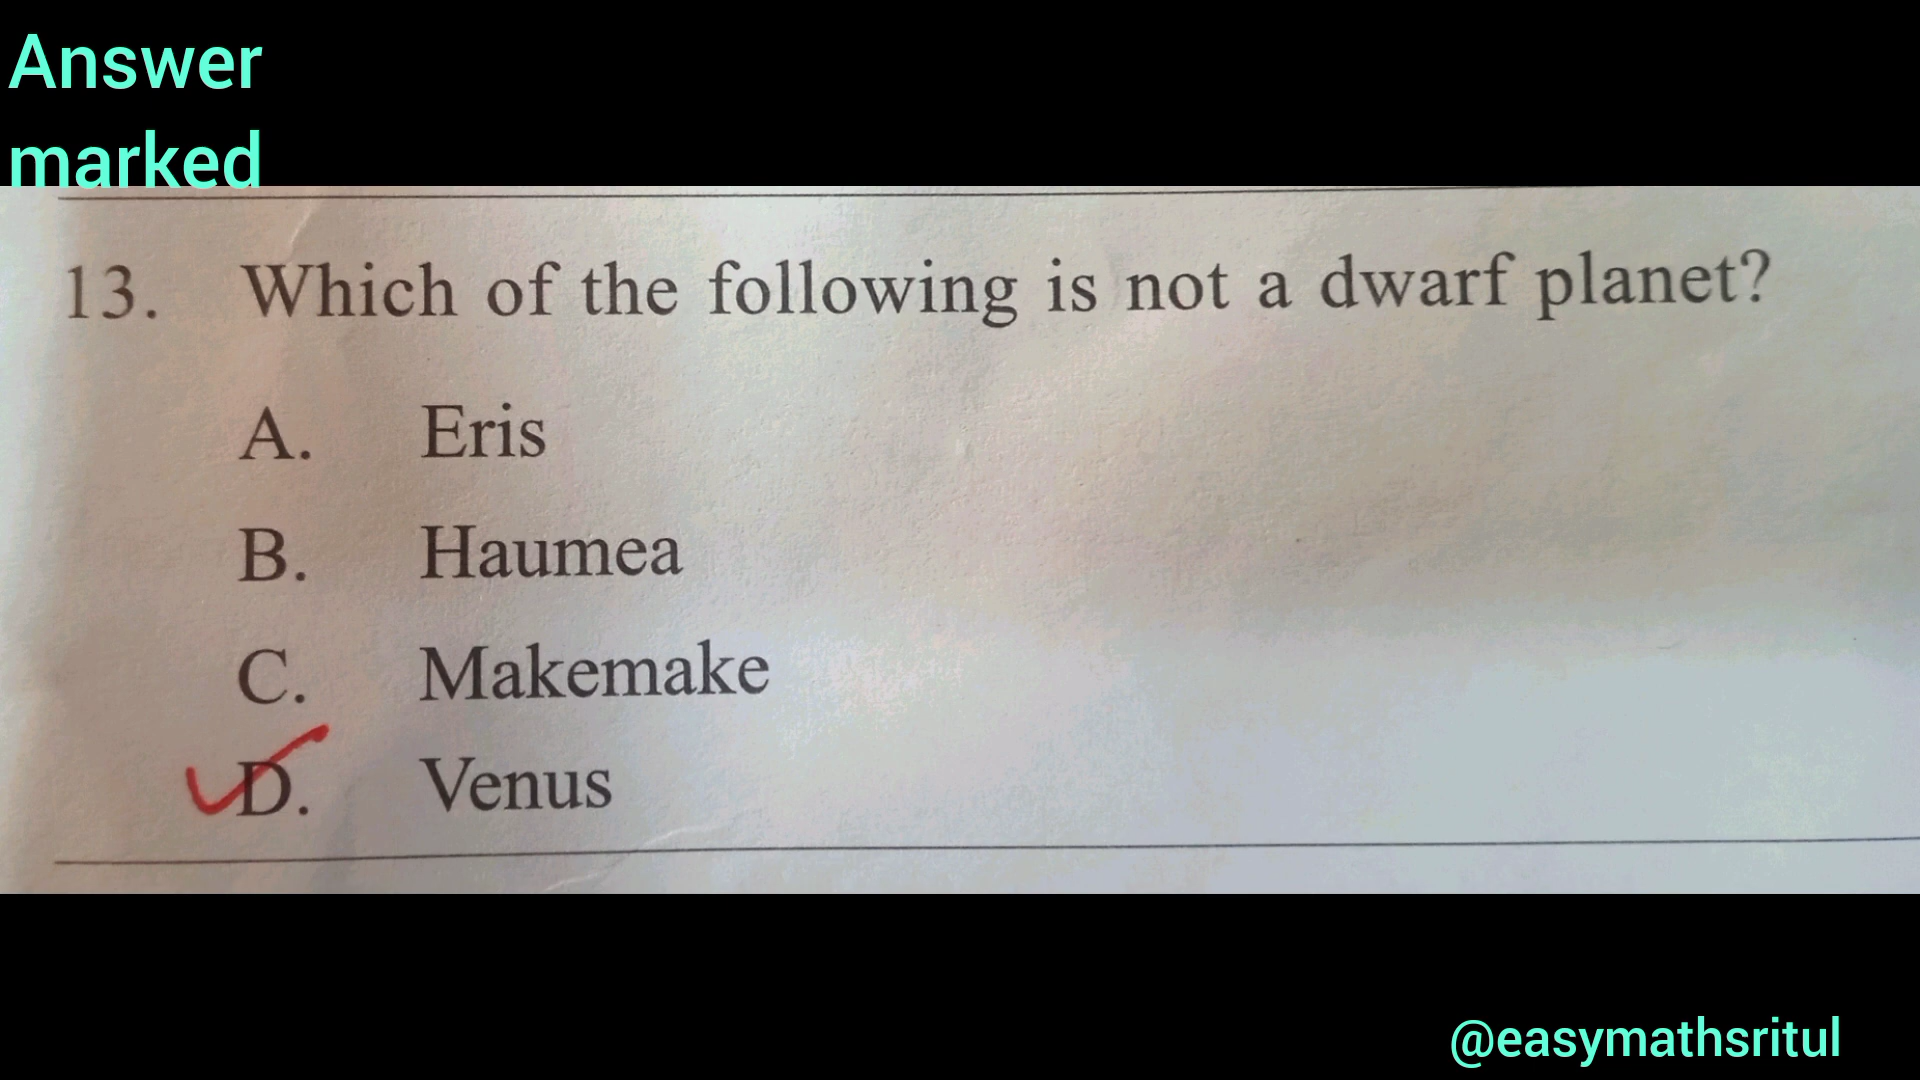 Answer
marked
13. Which of the following is not a dwarf planet?
A. Eris
B. Haumea
C. Makemake
D. Venus
@easymathsritul